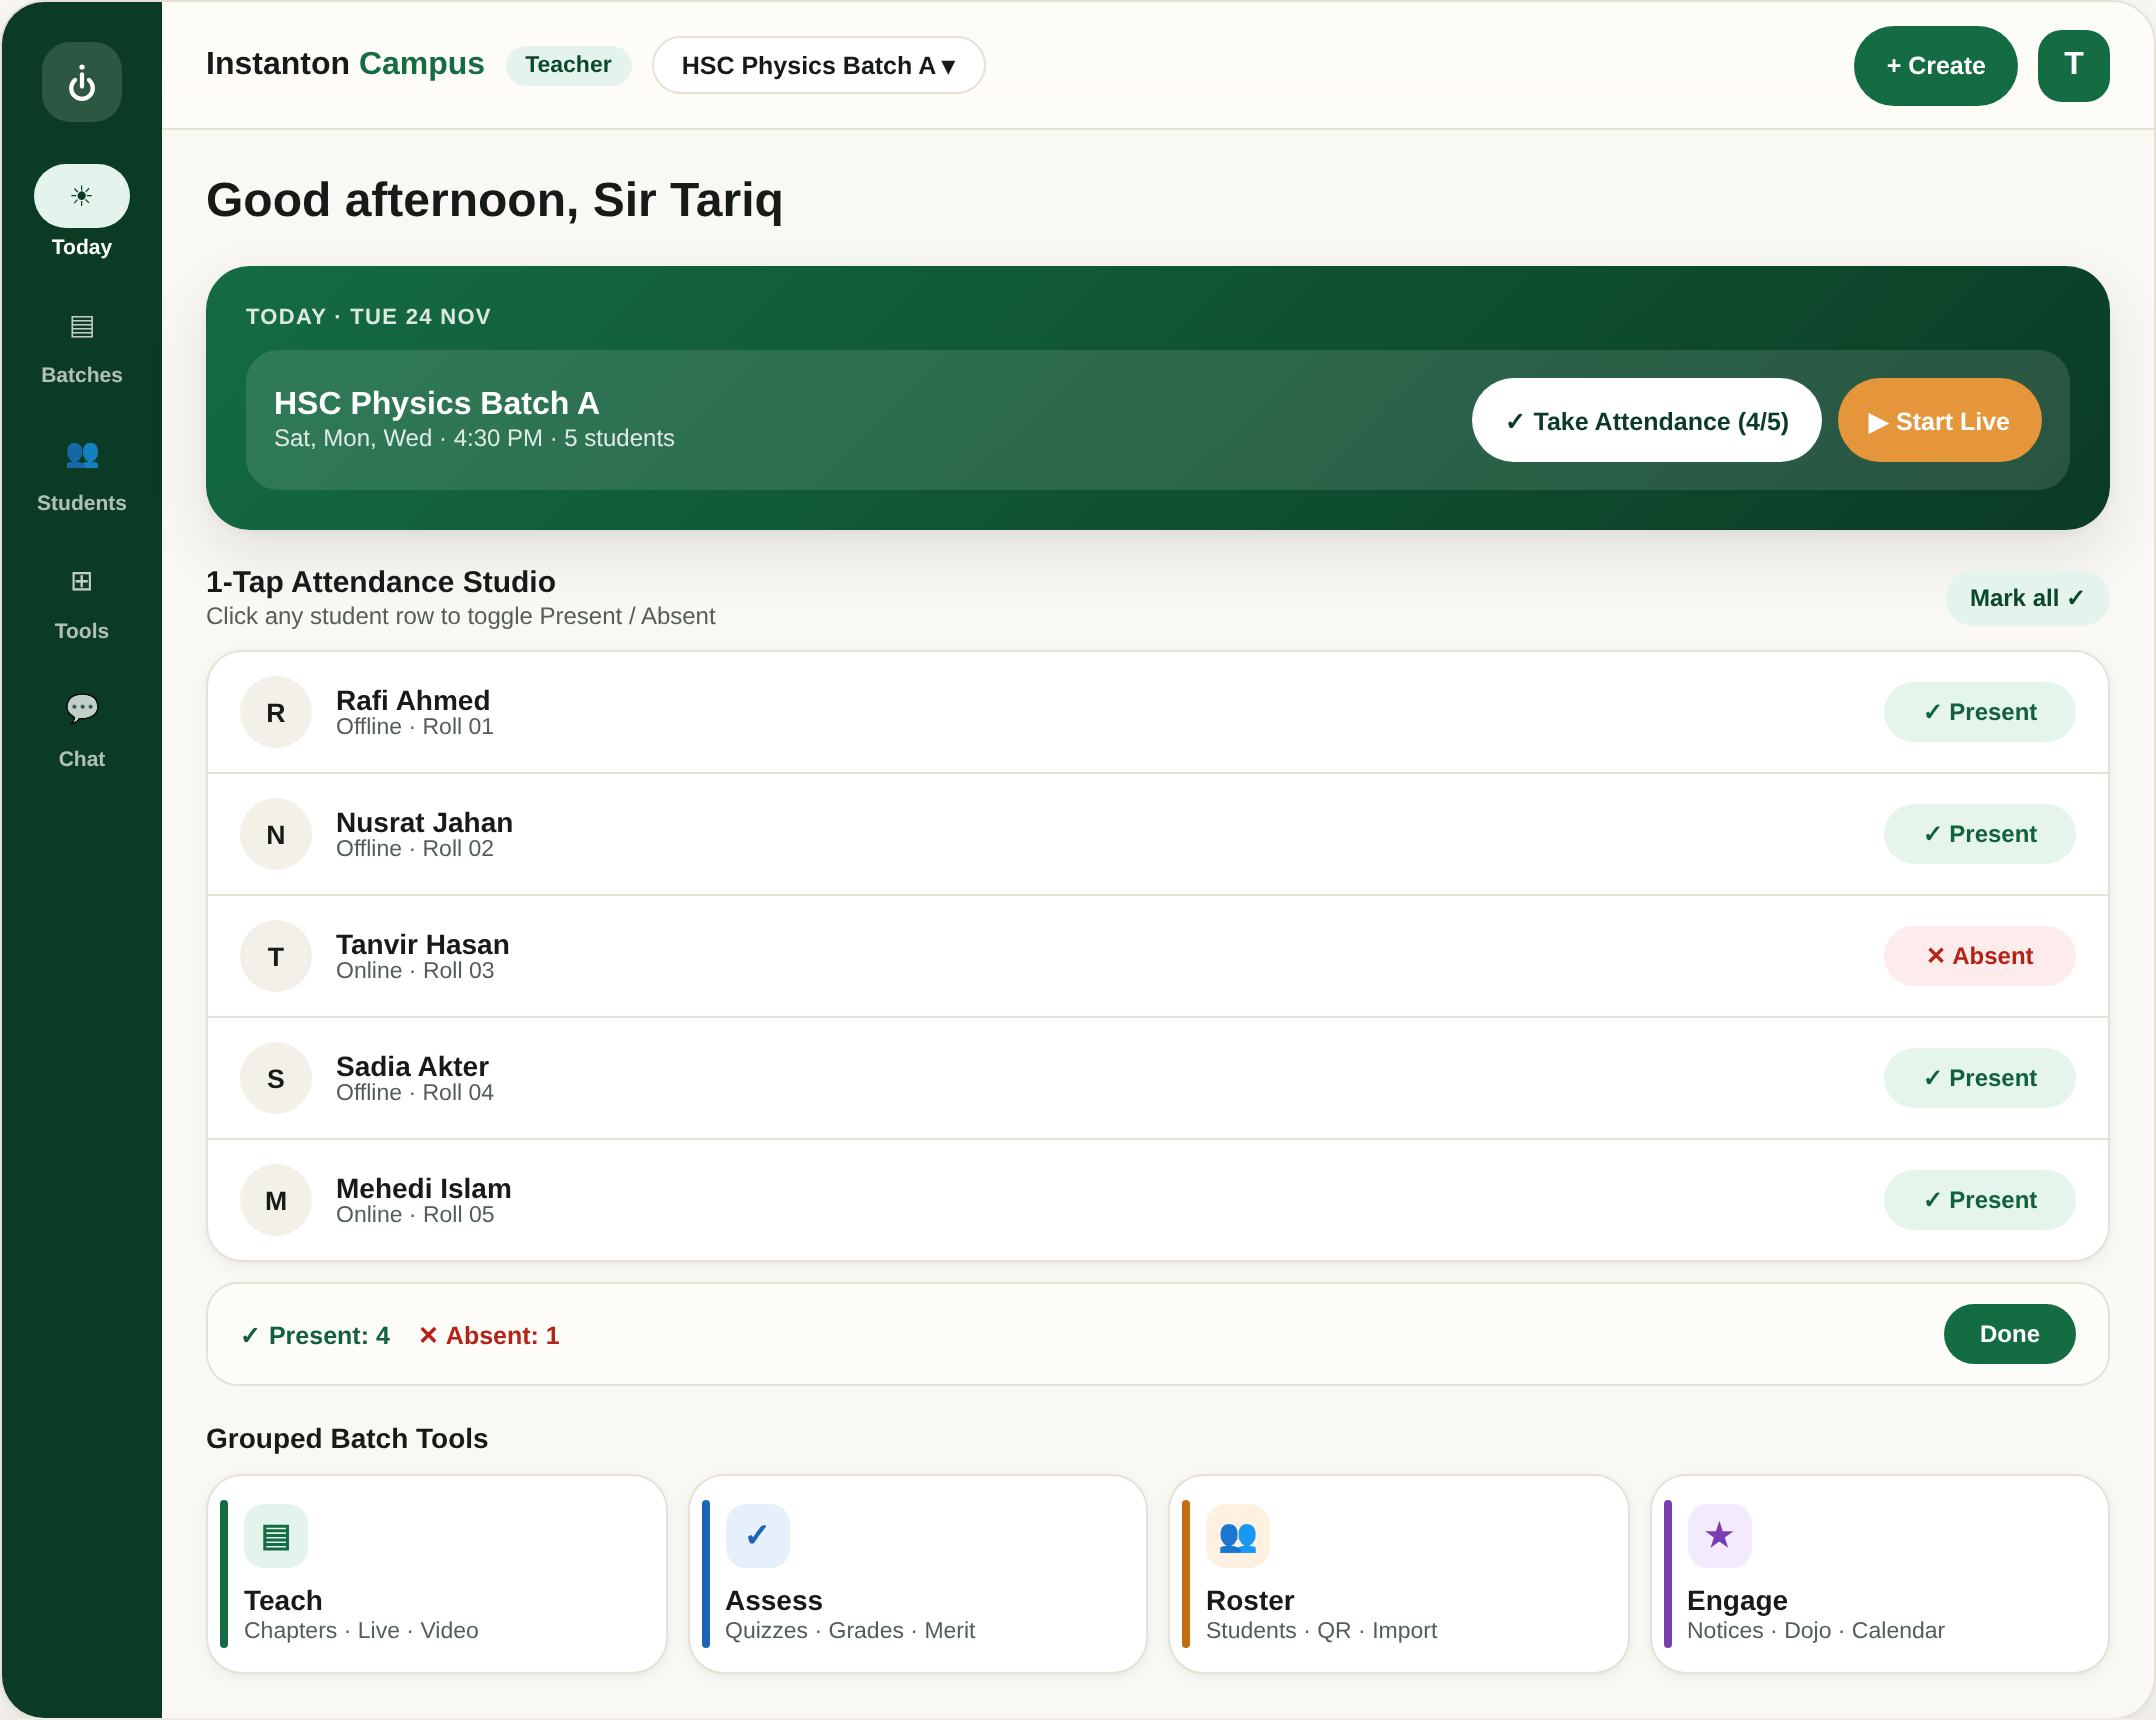 Instanton Campus
Teacher
HSC Physics Batch A ▾
+ Create
T
Today
Batches
Students
Tools
Chat
Good afternoon, Sir Tariq
TODAY · TUE 24 NOV
HSC Physics Batch A
Sat, Mon, Wed · 4:30 PM · 5 students
✓ Take Attendance (4/5)
▶ Start Live
1-Tap Attendance Studio
Click any student row to toggle Present / Absent
Mark all ✓
R
Rafi Ahmed
Offline · Roll 01
✓ Present
N
Nusrat Jahan
Offline · Roll 02
✓ Present
T
Tanvir Hasan
Online · Roll 03
✕ Absent
S
Sadia Akter
Offline · Roll 04
✓ Present
M
Mehedi Islam
Online · Roll 05
✓ Present
✓ Present: 4 ✕ Absent: 1
Done
Grouped Batch Tools
Teach
Chapters · Live · Video
Assess
Quizzes · Grades · Merit
Roster
Students · QR · Import
Engage
Notices · Dojo · Calendar